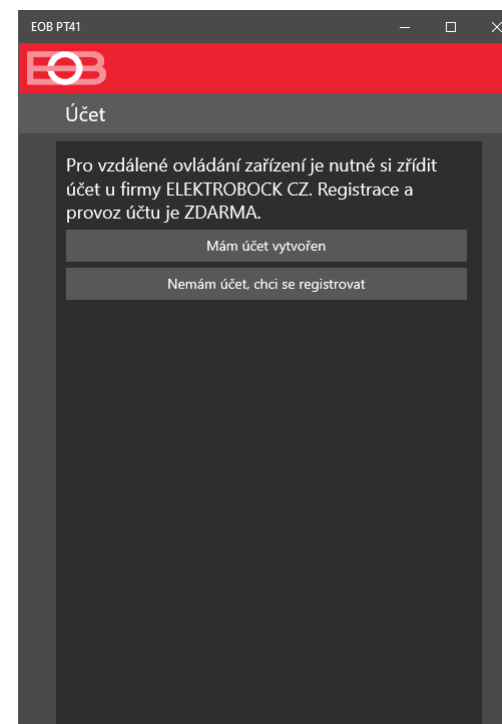 EOB PT41
EOB
Účet
Pro vzdálené ovládání zařízení je nutné si zřídit
účet u firmy ELEKTROBOCK CZ. Registrace a
provoz účtu je ZDARMA.
Mám účet vytvořen
Nemám účet, chci se registrovat